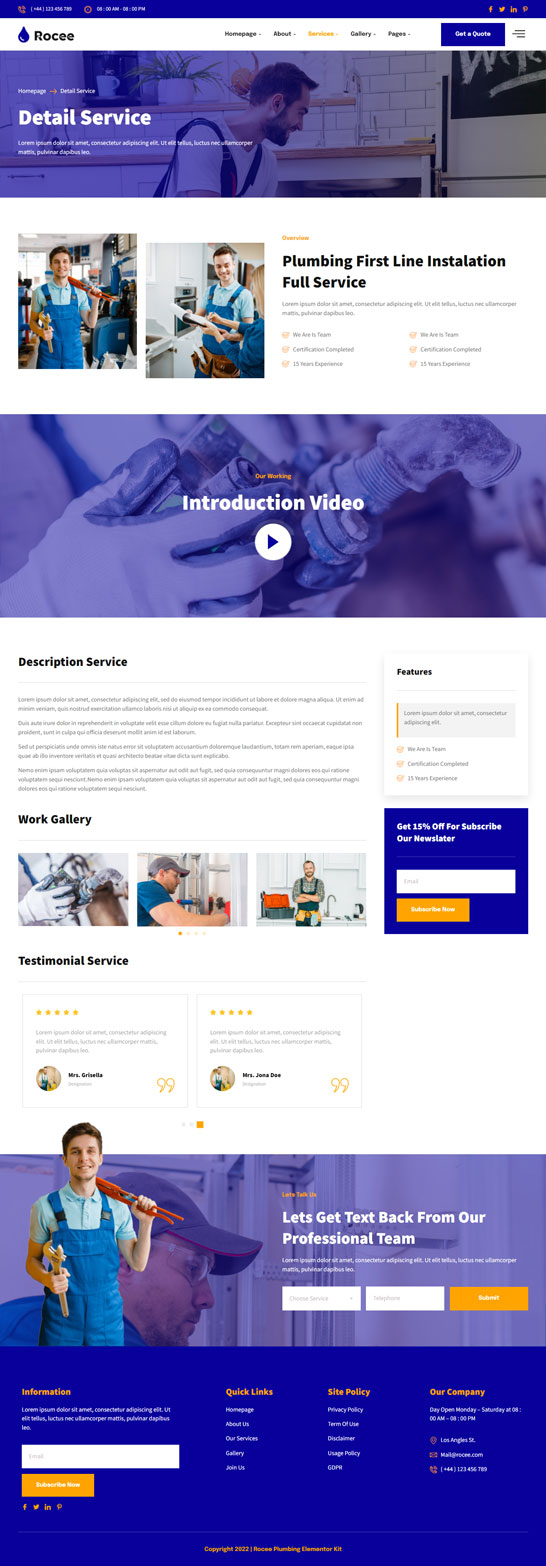 ( +44 ) 123 456 789
08 : 00 AM - 08 : 00 PM
Rocee
Homepage
About
Services
Gallery
Pages
Get a Quote
Homepage
Detail Service
Detail Service
Lorem ipsum dolor sit amet, consectetur adipiscing elit. Ut elit tellus, luctus nec ullamcorper
mattis, pulvinar dapibus leo.
Overview
Plumbing First Line Instalation
Full Service
Lorem ipsum dolor sit amet, consectetur adipiscing elit. Ut elit tellus, luctus nec ullamcorper
mattis, pulvinar dapibus leo.
We Are Is Team
Certification Completed
15 Years Experience
We Are Is Team
Certification Completed
15 Years Experience
Our Working
Introduction Video
Description Service
Lorem ipsum dolor sit amet, consectetur adipiscing elit, sed do eiusmod tempor incididunt ut labore et dolore magna aliqua. Ut enim ad
minim veniam, quis nostrud exercitation ullamco laboris nisi ut aliquip ex ea commodo consequat.
Duis aute irure dolor in reprehenderit in voluptate velit esse cillum dolore eu fugiat nulla pariatur. Excepteur sint occaecat cupidatat non
proident, sunt in culpa qui officia deserunt mollit anim id est laborum.
Sed ut perspiciatis unde omnis iste natus error sit voluptatem accusantium doloremque laudantium, totam rem aperiam, eaque ipsa
quae ab illo inventore veritatis et quasi architecto beatae vitae dicta sunt explicabo.
Nemo enim ipsam voluptatem quia voluptas sit aspernatur aut odit aut fugit, sed quia consequuntur magni dolores eos qui ratione
voluptatem sequi nesciunt.Nemo enim ipsam voluptatem quia voluptas sit aspernatur aut odit aut fugit, sed quia consequuntur magni
dolores eos qui ratione voluptatem sequi nesciunt.
Work Gallery
Testimonial Service
Lorem ipsum dolor sit amet, consectetur adipiscing
elit. Ut elit tellus, luctus nec ullamcorper mattis,
pulvinar dapibus leo.
Mrs. Grisella
Designation
Lorem ipsum dolor sit amet, consectetur adipiscing
elit. Ut elit tellus, luctus nec ullamcorper mattis,
pulvinar dapibus leo.
Mrs. Jona Doe
Designation
Features
Lorem ipsum dolor sit amet, consectetur
adipiscing elit.
We Are Is Team
Certification Completed
15 Years Experience
Get 15% Off For Subscribe
Our Newslater
Email
Subscribe Now
Lets Talk Us
Lets Get Text Back From Our
Professional Team
Lorem ipsum dolor sit amet, consectetur adipiscing elit. Ut elit tellus, luctus nec ullamcorper
mattis, pulvinar dapibus leo.
Choose Service
Telephone
Submit
Information
Lorem ipsum dolor sit amet, consectetur adipiscing elit. Ut
elit tellus, luctus nec ullamcorper mattis, pulvinar dapibus
leo.
Email
Subscribe Now
Quick Links
Homepage
About Us
Our Services
Gallery
Join Us
Site Policy
Privacy Policy
Term Of Use
Disclaimer
Usage Policy
GDPR
Our Company
Day Open Monday – Saturday at 08 :
00 AM – 08 : 00 PM
Los Angles St.
Mail@rocee.com
( +44 ) 123 456 789
Copyright 2022 | Rocee Plumbing Elementor Kit